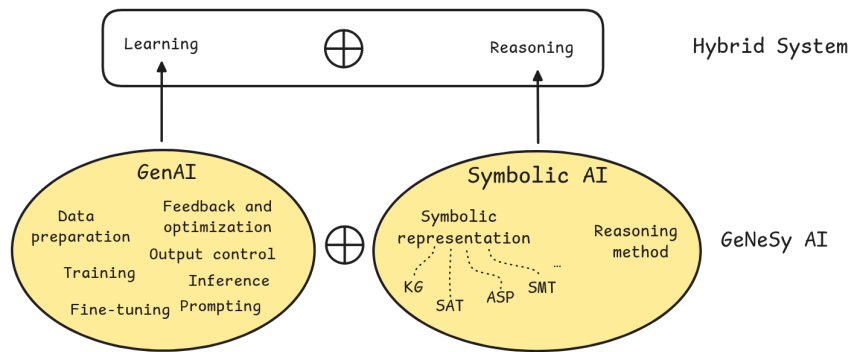 Learning
Reasoning
Hybrid System
GenAI
Data
preparation
Feedback and
optimization
Output control
Training
Inference
Fine-tuning
Prompting
Symbolic AI
Symbolic
representation
Reasoning
method
KG
SAT
ASP
SMT
…
GeNeSy AI